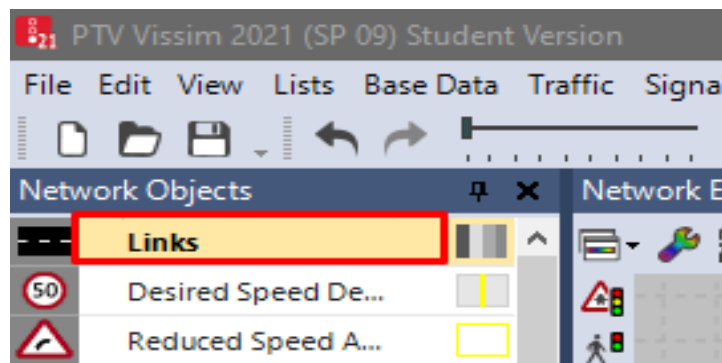 21 PTV Vissim 2021 (SP 09) Student Version
File Edit View Lists Base Data Traffic Signa
Network Objects
Network E
Links
50 Desired Speed De...
Reduced Speed A...